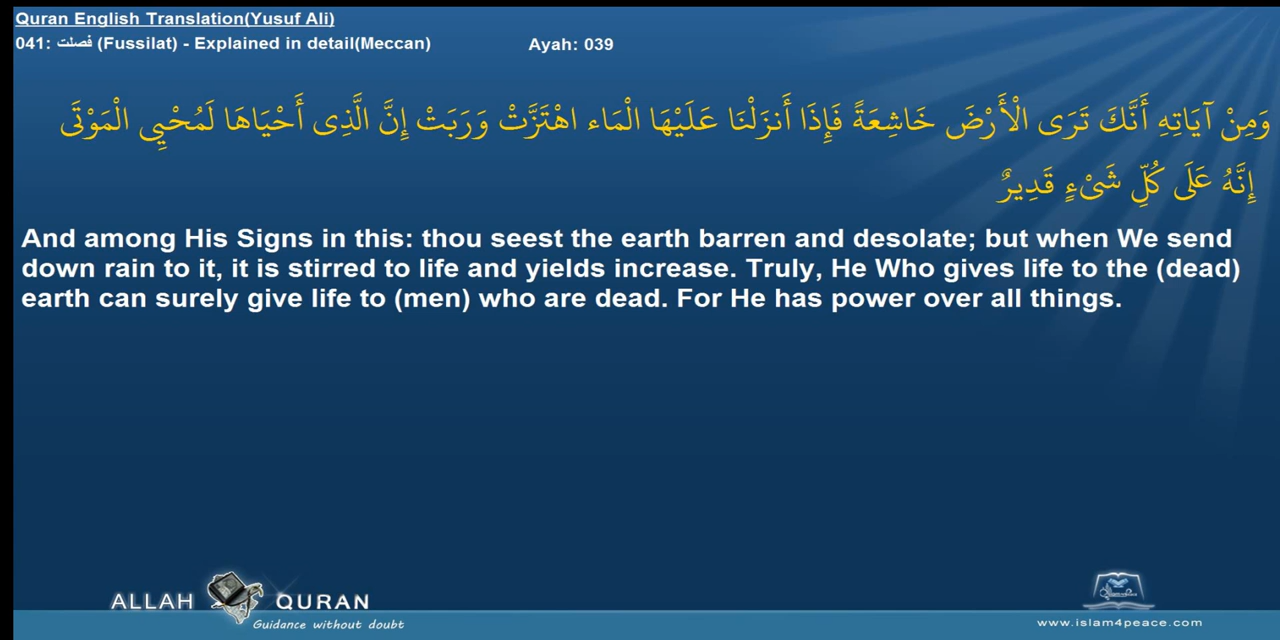 Quran English Translation(Yusuf Ali)
041: فصلت (Fussilat) - Explained in detail(Meccan) Ayah: 039
وَمِنْ آيَاتِهِ أَنَّكَ تَرَى الْأَرْضَ خَاشِعَةً فَإِذَا أَنزَلْنَا عَلَيْهَا الْمَاء اهْتَزَّتْ وَرَبَتْ إِنَّ الَّذِى أَحْيَاهَا لَمُحْيِي الْمَوْتَى
إِنَّهُ عَلَى كُلِّ شَىْءٍ قَدِيرٌ
And among His Signs in this: thou seest the earth barren and desolate; but when We send
down rain to it, it is stirred to life and yields increase. Truly, He Who gives life to the (dead)
earth can surely give life to (men) who are dead. For He has power over all things.
ALLAH QURAN
Guidance without doubt
www.islam4peace.com